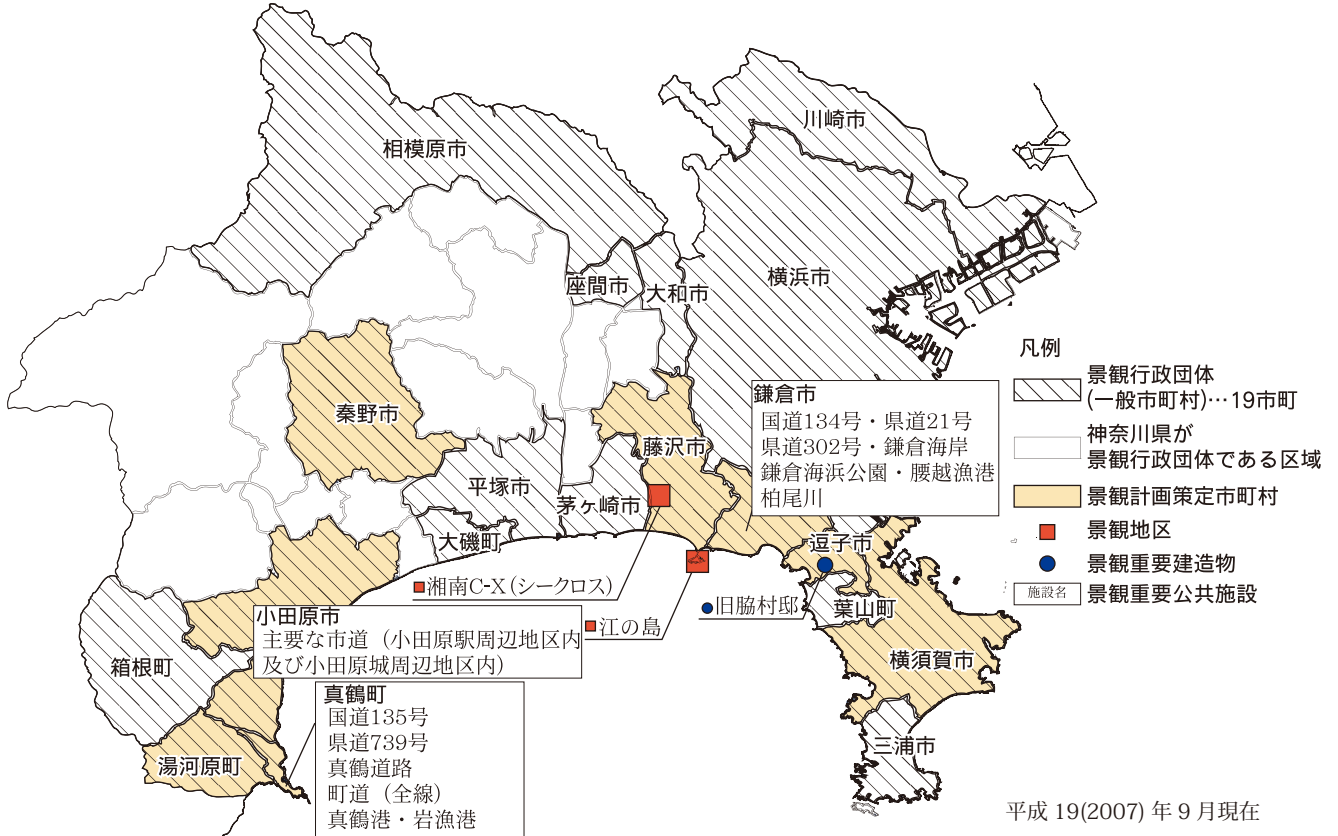 川崎市
相模原市
横浜市
座間市
大和市
秦野市
藤沢市
平塚市
茅ヶ崎市
大磯町
逗子市
葉山町
横須賀市
三浦市
箱根町
湯河原町
鎌倉市
国道134号・県道21号
県道302号・鎌倉海岸
鎌倉海浜公園・腰越漁港
柏尾川
湘南C-X(シークロス)
江の島
旧脇村邸
小田原市
主要な市道(小田原駅周辺地区内
及び小田原城周辺地区内)
真鶴町
国道135号
県道739号
真鶴道路
町道(全線)
真鶴港・岩漁港
凡例
景観行政団体
(一般市町村)…19市町
神奈川県が
景観行政団体である区域
景観計画策定市町村
景観地区
景観重要建造物
施設名 景観重要公共施設
平成 19(2007) 年 9 月現在